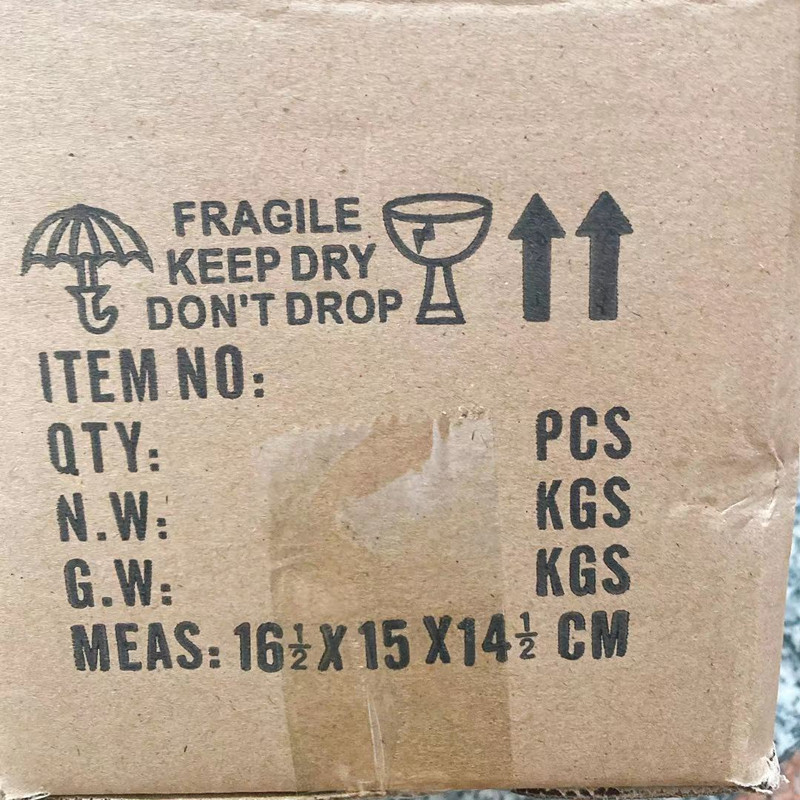 FRAGILE
KEEP DRY
DON'T DROP
ITEM NO:
QTY: PCS
N.W: KGS
G.W: KGS
MEAS: 16½ X 15 X 14½ CM